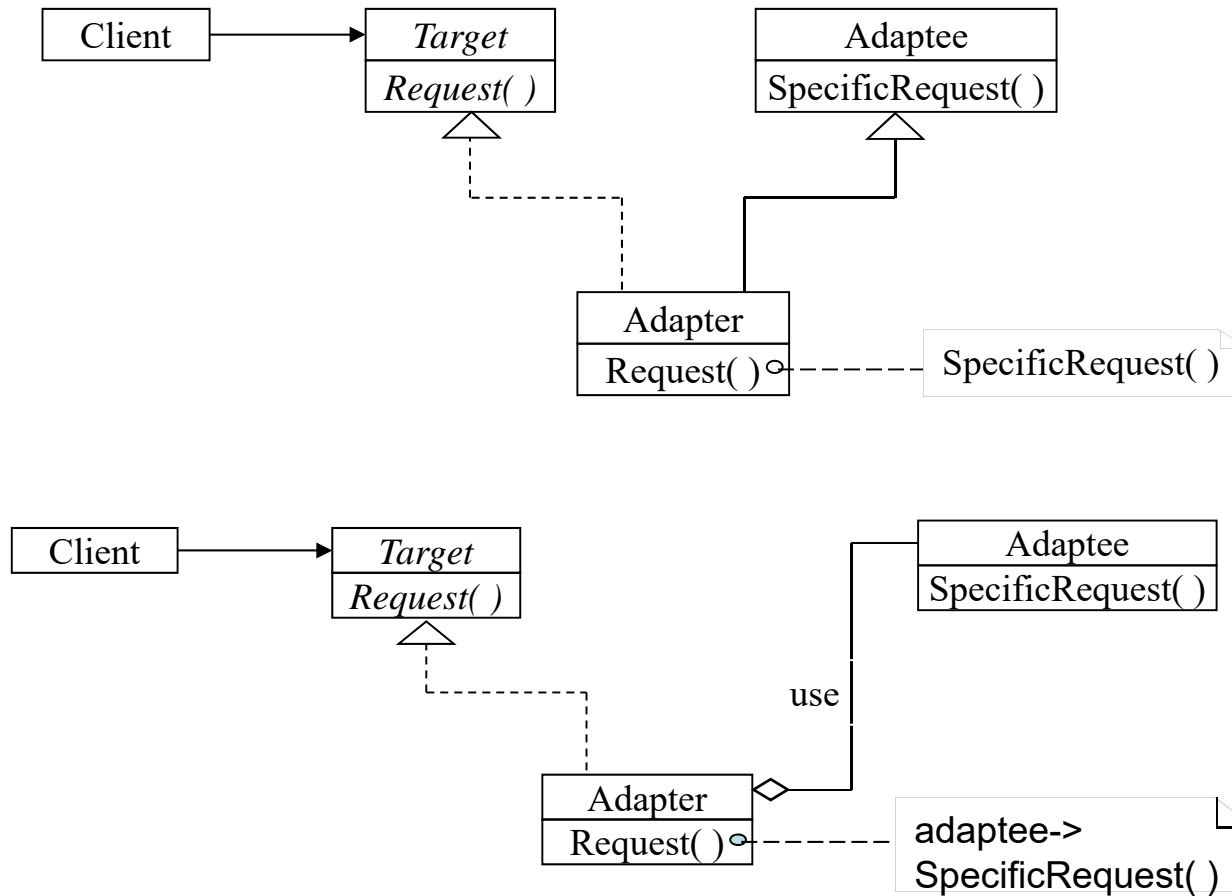 Client
Target
Request( )
Adaptee
SpecificRequest( )
Adapter
Request( )
SpecificRequest( )
Client
Target
Request( )
Adaptee
SpecificRequest( )
use
Adapter
Request( )
adaptee->
SpecificRequest( )